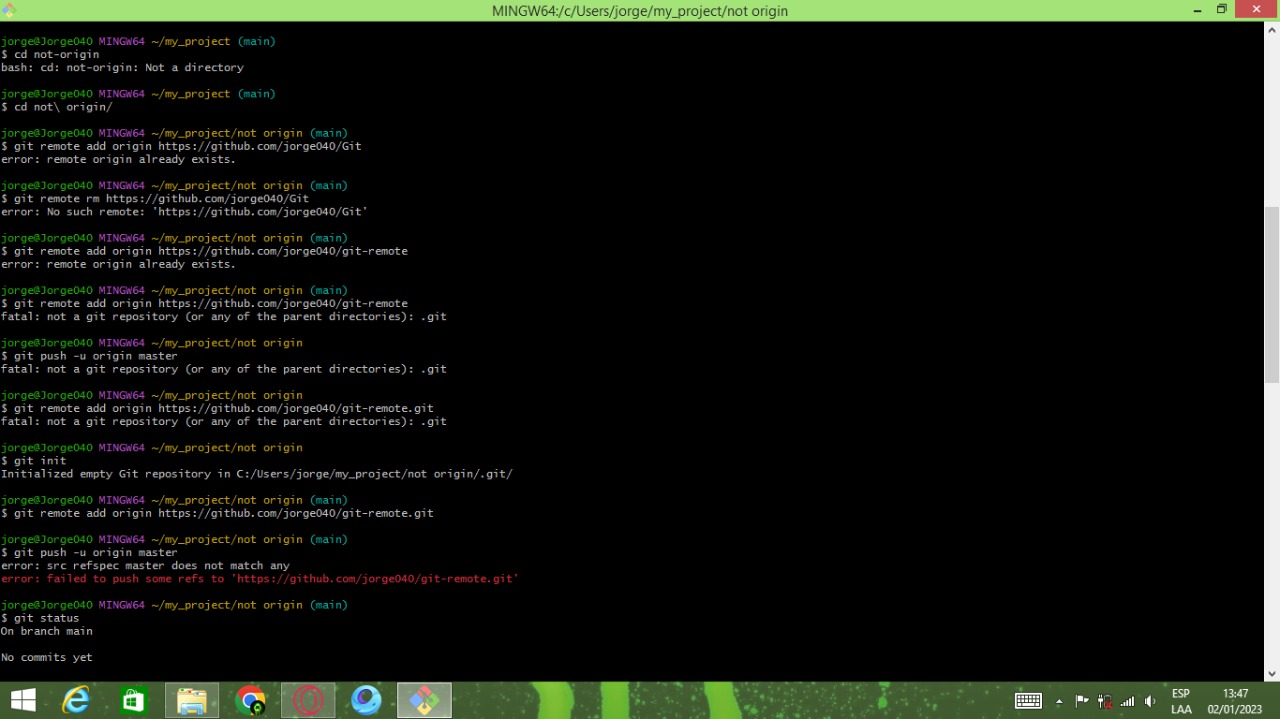 MINGW64:/c/Users/jorge/my_project/not origin
jorge@Jorge040 MINGW64 ~/my_project (main)
$ cd not-origin
bash: cd: not-origin: Not a directory
jorge@Jorge040 MINGW64 ~/my_project (main)
$ cd not\ origin/
jorge@Jorge040 MINGW64 ~/my_project/not origin (main)
$ git remote add origin https://github.com/jorge040/Git
error: remote origin already exists.
jorge@Jorge040 MINGW64 ~/my_project/not origin (main)
$ git remote rm https://github.com/jorge040/Git
error: No such remote: 'https://github.com/jorge040/Git'
jorge@Jorge040 MINGW64 ~/my_project/not origin (main)
$ git remote add origin https://github.com/jorge040/git-remote
error: remote origin already exists.
jorge@Jorge040 MINGW64 ~/my_project/not origin (main)
$ git remote add origin https://github.com/jorge040/git-remote
fatal: not a git repository (or any of the parent directories): .git
jorge@Jorge040 MINGW64 ~/my_project/not origin
$ git push -u origin master
fatal: not a git repository (or any of the parent directories): .git
jorge@Jorge040 MINGW64 ~/my_project/not origin
$ git remote add origin https://github.com/jorge040/git-remote.git
fatal: not a git repository (or any of the parent directories): .git
jorge@Jorge040 MINGW64 ~/my_project/not origin
$ git init
Initialized empty Git repository in C:/Users/jorge/my_project/not origin/.git/
jorge@Jorge040 MINGW64 ~/my_project/not origin (main)
$ git remote add origin https://github.com/jorge040/git-remote.git
jorge@Jorge040 MINGW64 ~/my_project/not origin (main)
$ git push -u origin master
error: src refspec master does not match any
error: failed to push some refs to 'https://github.com/jorge040/git-remote.git'
jorge@Jorge040 MINGW64 ~/my_project/not origin (main)
$ git status
On branch main
No commits yet
ESP
LAA
13:47
02/01/2023